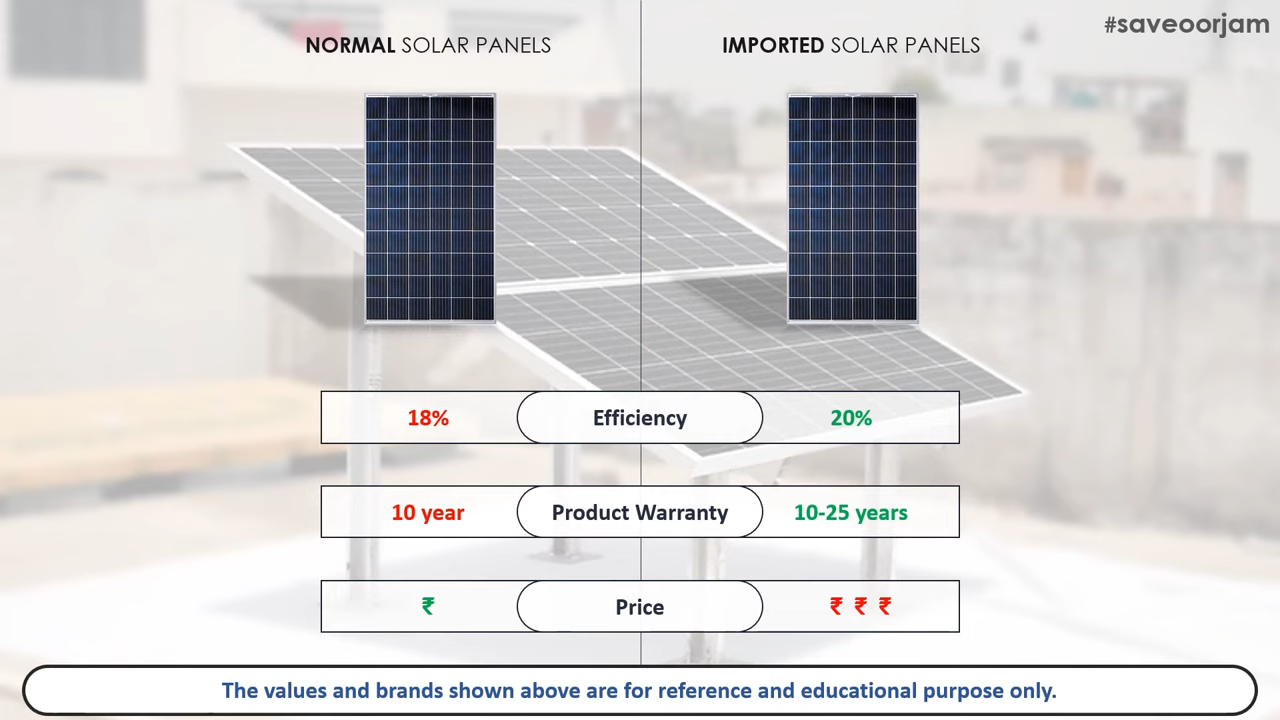 #saveoorjam
NORMAL SOLAR PANELS
IMPORTED SOLAR PANELS
18%
Efficiency
20%
10 year
Product Warranty
10-25 years
₹
Price
₹ ₹ ₹
The values and brands shown above are for reference and educational purpose only.